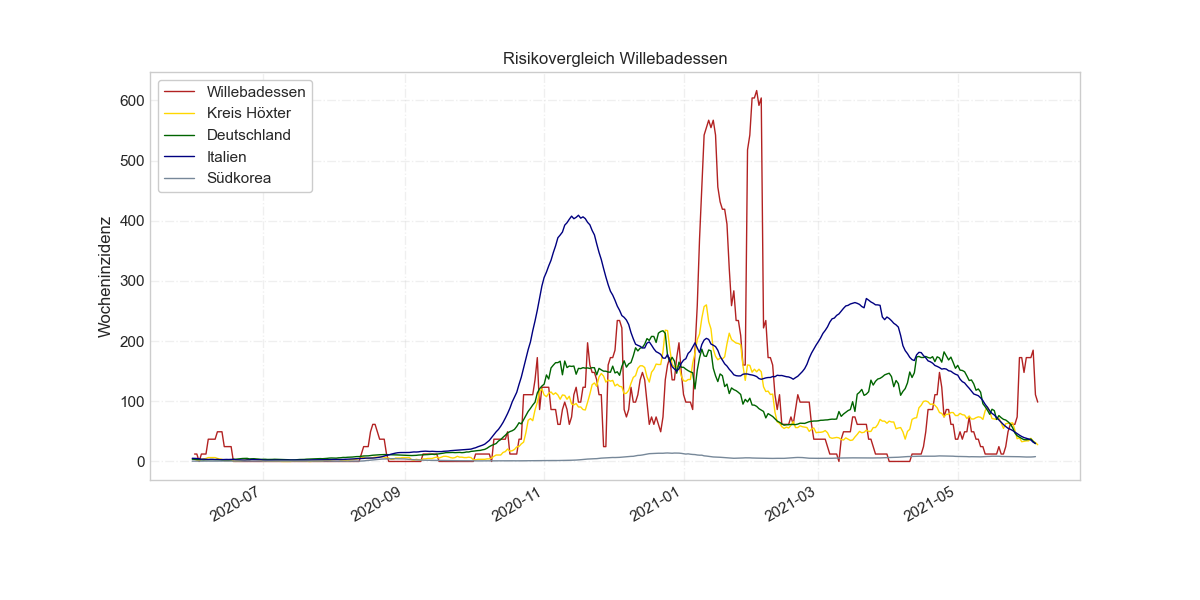 Risikovergleich Willebadessen
Willebadessen
Kreis Höxter
Deutschland
Italien
Südkorea
Wocheninzidenz
600
500
400
300
200
100
0
2020-07
2020-09
2020-11
2021-01
2021-03
2021-05